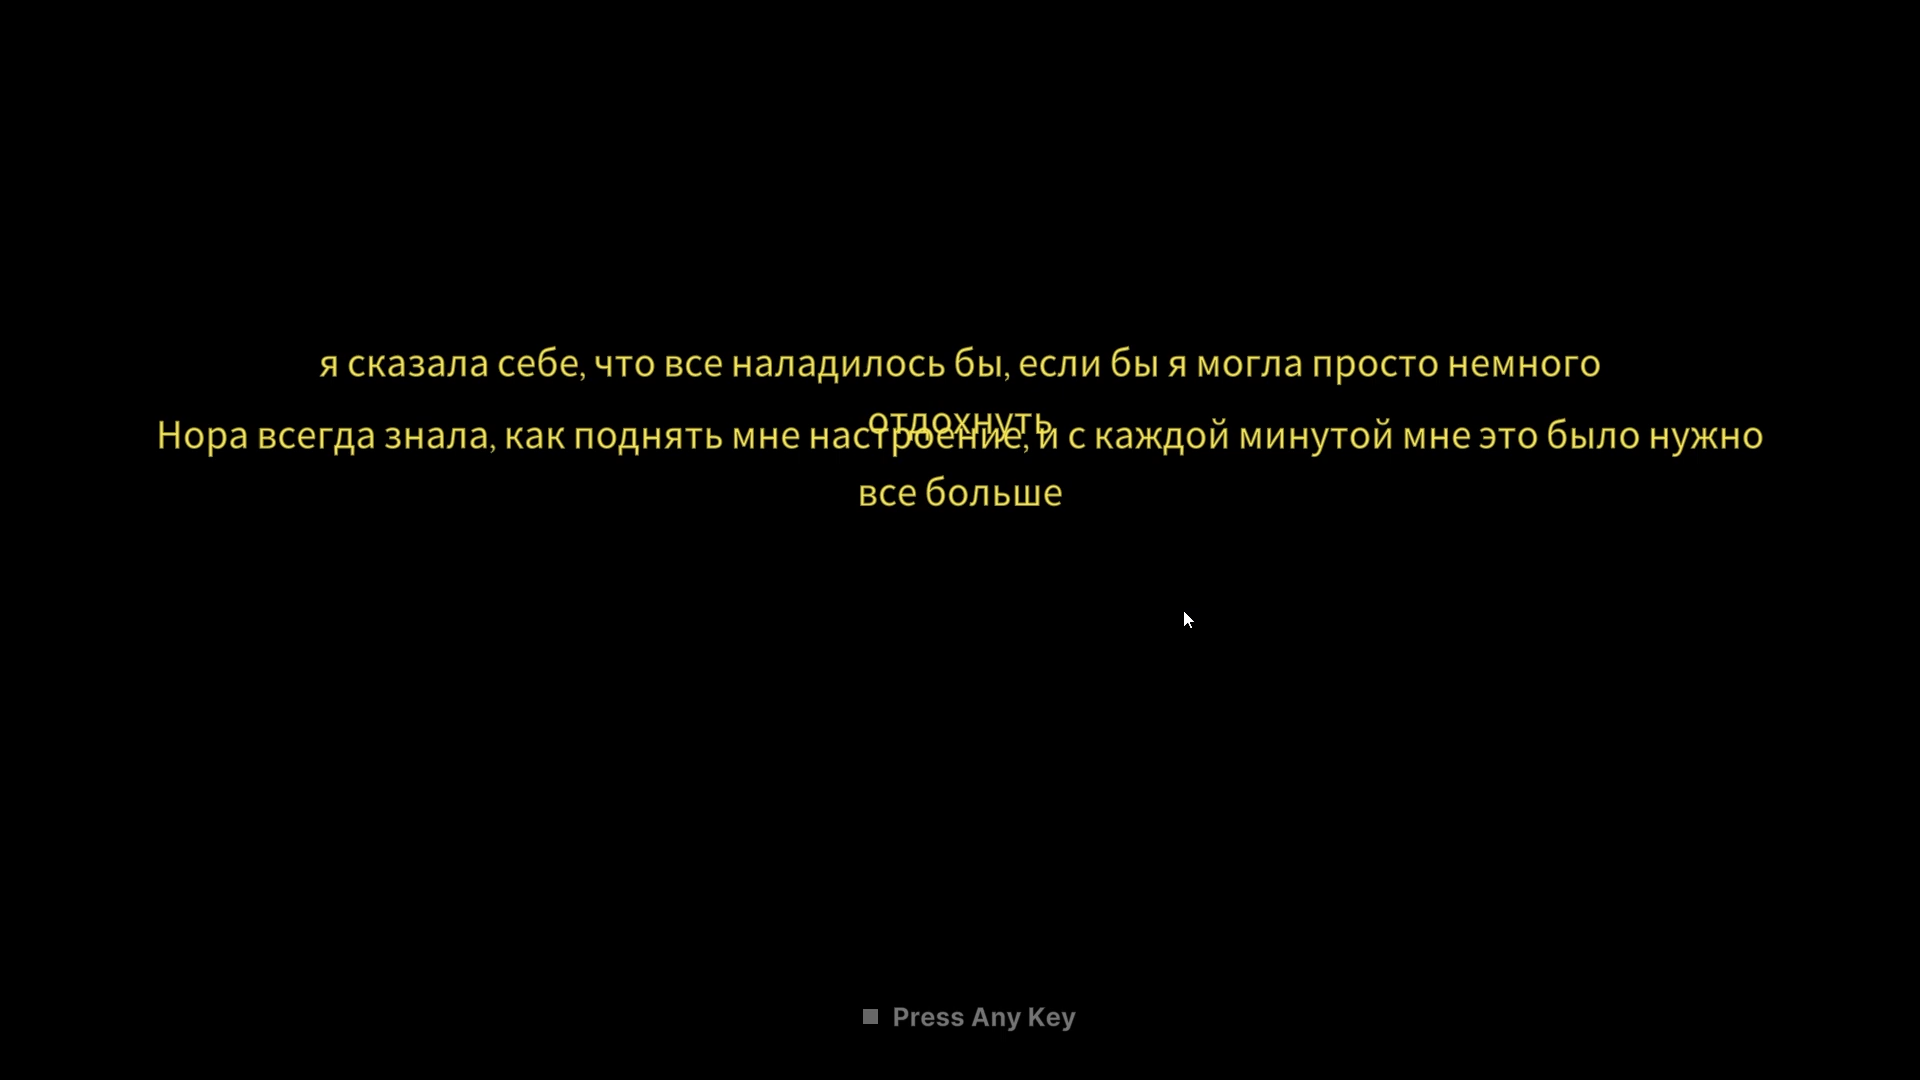 я сказала себе, что все наладилось бы, если бы я могла просто немного
отдохнуть
Нора всегда знала, как поднять мне настроение, и с каждой минутой мне это было нужно
все больше
Press Any Key